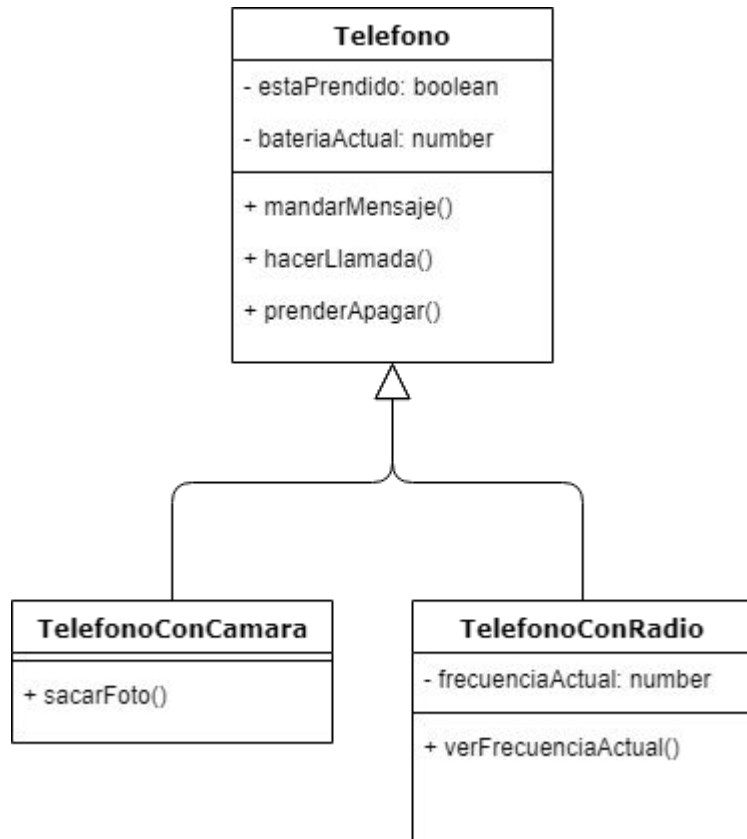 Telefono
- estaPrendido: boolean
- bateriaActual: number
+ mandarMensaje()
+ hacerLlamada()
+ prenderApagar()
TelefonoConCamara
+ sacarFoto()
TelefonoConRadio
- frecuenciaActual: number
+ verFrecuenciaActual()